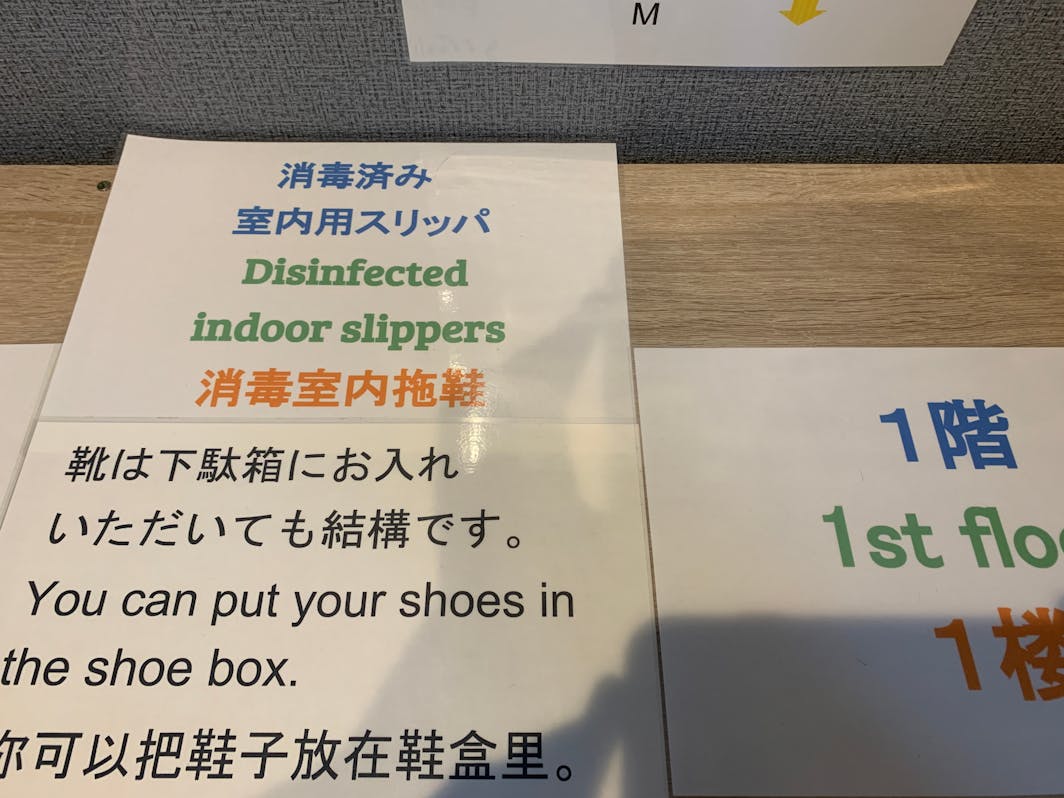 M
消毒済み
室内用スリッパ
Disinfected
indoor slippers
消毒室内拖鞋
靴は下駄箱にお入れ
いただいても結構です。
You can put your shoes in
the shoe box.
你可以把鞋子放在鞋盒里。
1階
1st
1楼